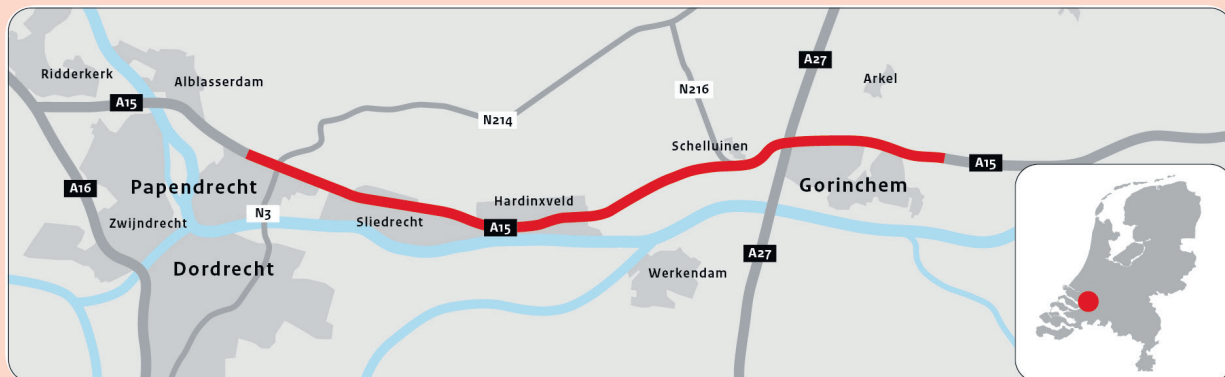 Ridderkerk
Alblasserdam
A15
A27
Arkel
N216
N214
Schelluinen
A15
A16
Papendrecht
Gorinchem
Zwijndrecht
N3
Sliedrecht
Hardinxveld
A15
Dordrecht
A27
Werkendam